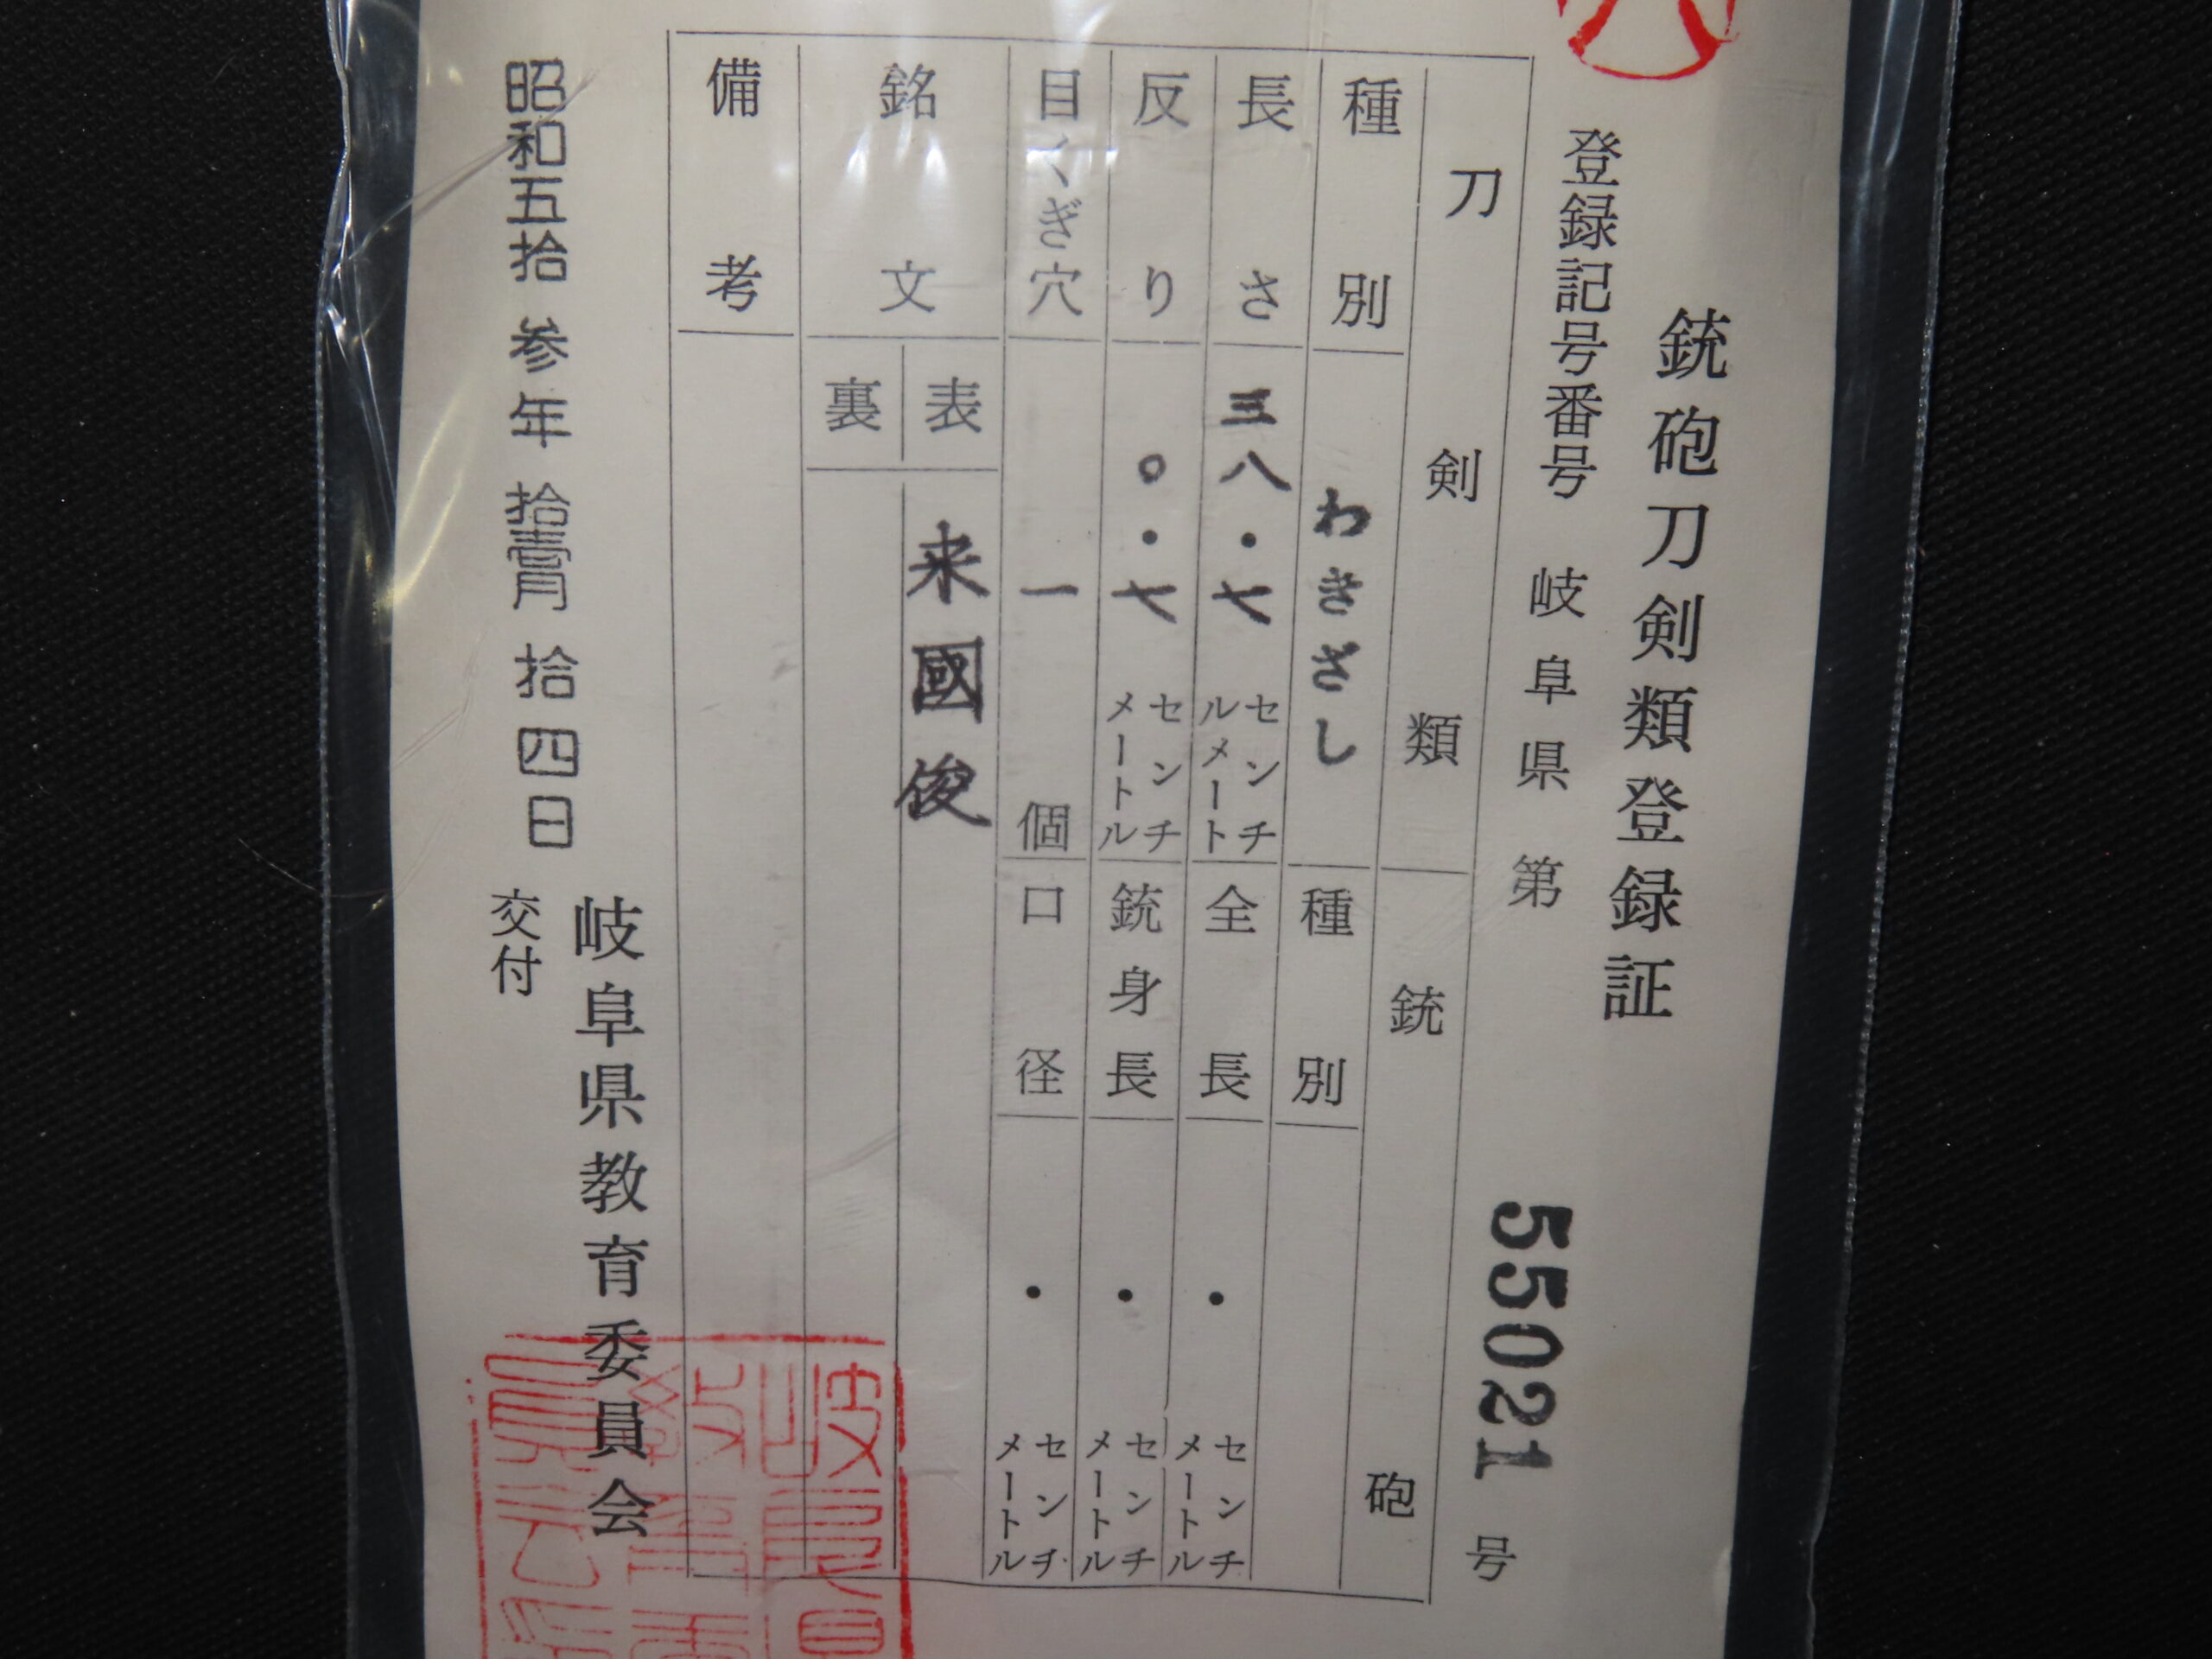 銃砲刀剣類登録証
登録記号番号 岐阜県 第 55021 号
刀剣類
種別 わきざし
長さ 三八・七 センチメートル
反り 〇・七 センチメートル
目くぎ穴 一 個
銘文
表 来國俊
裏
備考
銃砲
種別
全長 ・ センチメートル
銃身長 ・ センチメートル
口径 ・ センチメートル
昭和五拾参年拾壹月拾四日 交付
岐阜県教育委員会